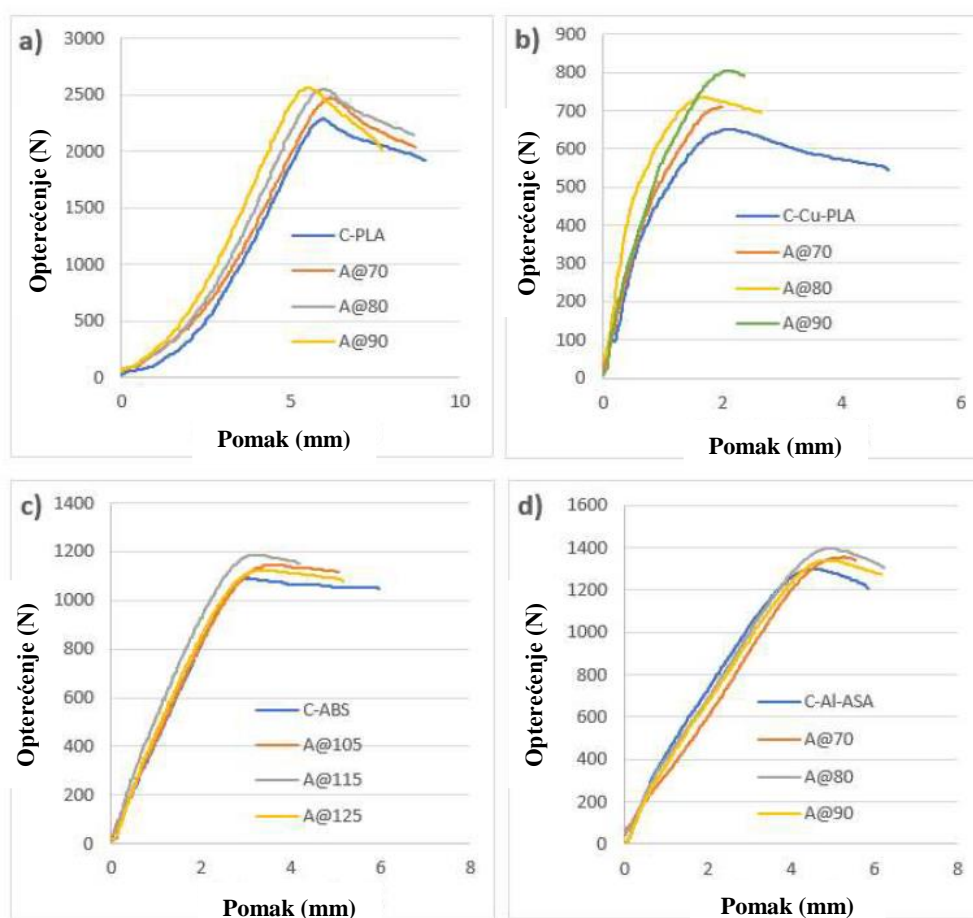 a)
Opterećenje (N)
3000
2500
2000
1500
1000
500
0
0 5 10
C-PLA
A@70
A@80
A@90
Pomak (mm)
b)
Opterećenje (N)
900
800
700
600
500
400
300
200
100
0
0 2 4 6
C-Cu-PLA
A@70
A@80
A@90
Pomak (mm)
c)
Opterećenje (N)
1400
1200
1000
800
600
400
200
0
0 2 4 6 8
C-ABS
A@105
A@115
A@125
Pomak (mm)
d)
Opterećenje (N)
1600
1400
1200
1000
800
600
400
200
0
0 2 4 6 8
C-Al-ASA
A@70
A@80
A@90
Pomak (mm)